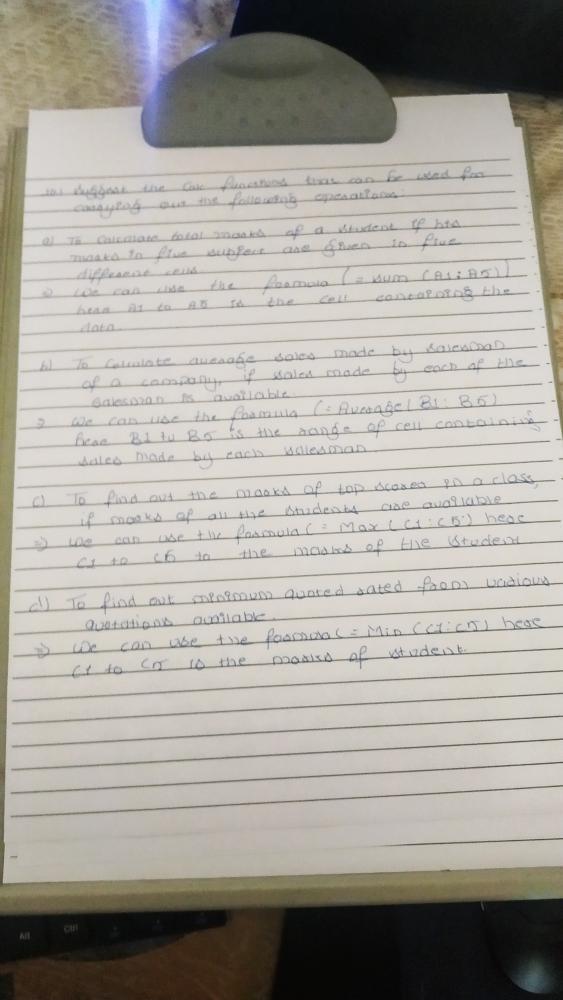 10) Suggest the Calc functions that can be used for
carrying out the following operations:
a) To calculate total marks of a student if his
marks in five subject are given in five
different cells.
⇒ We can use the formula (= sum (A1:A5))
hear A1 to A5 is the cell containing the
data.
b) To calculate average sales made by salesman
of a company, if sales made by each of the
salesman is available.
⇒ We can use the formula (= Average( B1: B5)
here B1 to B5 is the range of cell containing
sales made by each salesman.
c) To find out the marks of top scorer in a class,
if marks of all the students are available
⇒ We can use the formula (= Max (C1:C5) here
C1 to C5 to the marks of the student
d) To find out minimum quoted rated from various
quotations available.
⇒ We can use the formula (= Min (C1:C5) here
C1 to C5 is the marks of student.
Alt
Ctrl